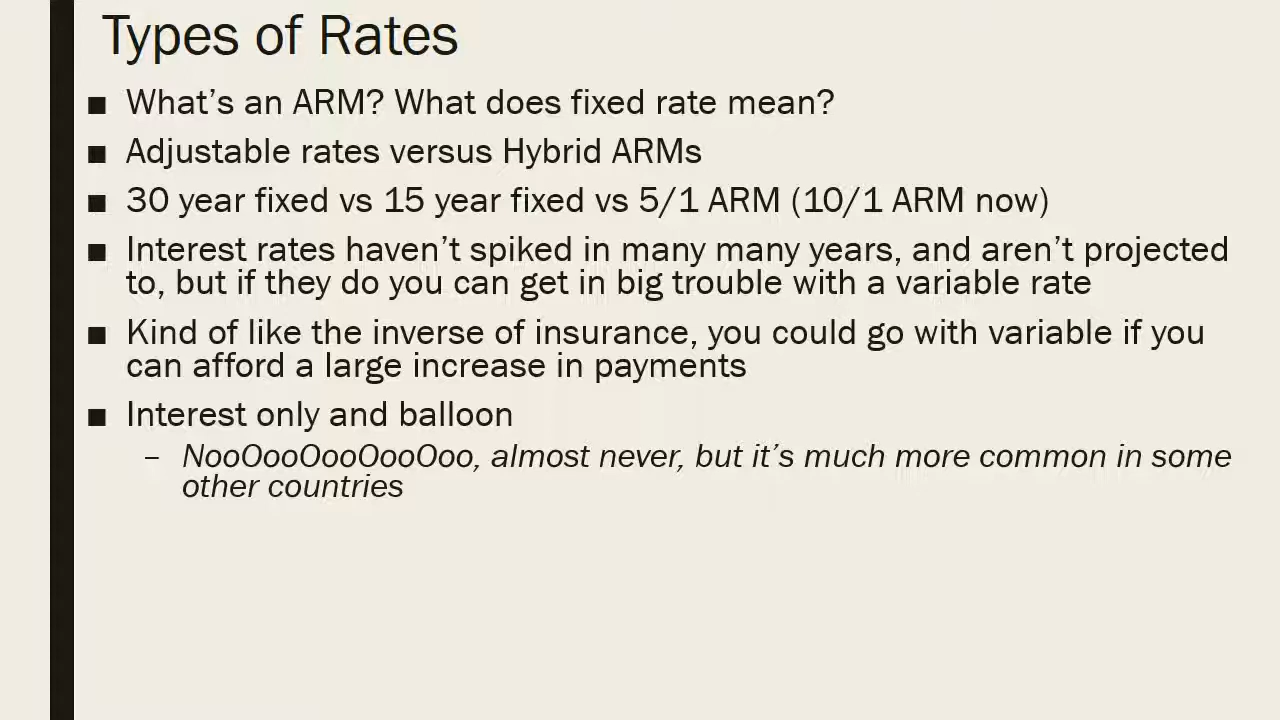 Types of Rates
■ What's an ARM? What does fixed rate mean?
■ Adjustable rates versus Hybrid ARMs
■ 30 year fixed vs 15 year fixed vs 5/1 ARM (10/1 ARM now)
■ Interest rates haven't spiked in many many years, and aren't projected
to, but if they do you can get in big trouble with a variable rate
■ Kind of like the inverse of insurance, you could go with variable if you
can afford a large increase in payments
■ Interest only and balloon
– NooOooOooOooOoo, almost never, but it's much more common in some
other countries